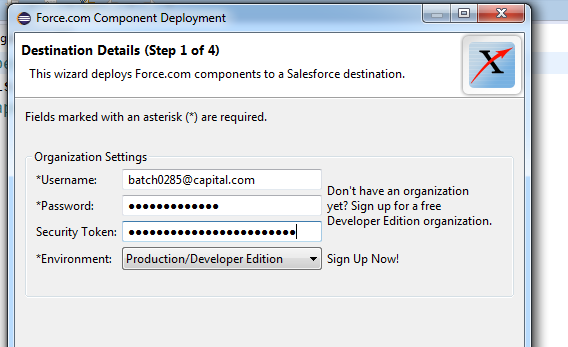 Force.com Component Deployment
Destination Details (Step 1 of 4)
This wizard deploys Force.com components to a Salesforce destination.
Fields marked with an asterisk (*) are required.
Organization Settings
*Username: batch0285@capital.com
*Password: ●●●●●●●●●●●●●
Security Token: ●●●●●●●●●●●●●●●●●●●●●●●●
*Environment: Production/Developer Edition
Don't have an organization
yet? Sign up for a free
Developer Edition organization.
Sign Up Now!